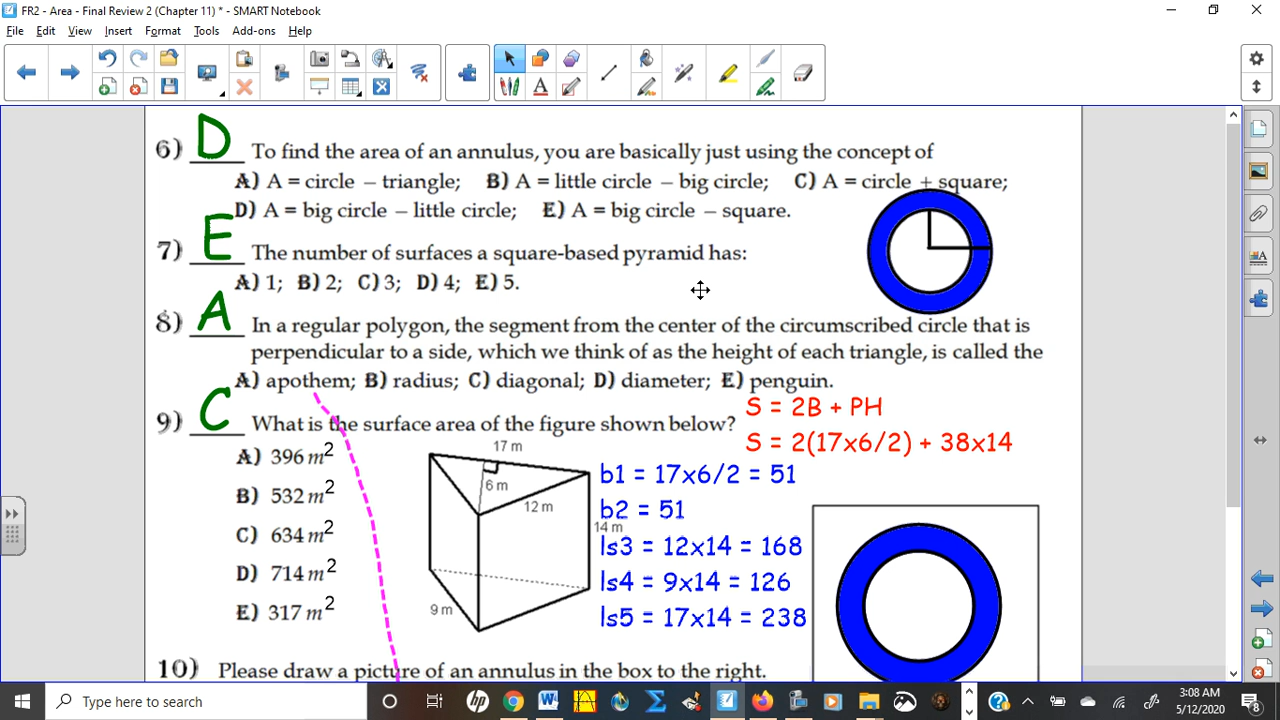 FR2 - Area - Final Review 2 (Chapter 11) * - SMART Notebook
File Edit View Insert Format Tools Add-ons Help
6) D To find the area of an annulus, you are basically just using the concept of
A) A = circle – triangle; B) A = little circle – big circle; C) A = circle + square;
D) A = big circle – little circle; E) A = big circle – square.
7) E The number of surfaces a square-based pyramid has:
A) 1; B) 2; C) 3; D) 4; E) 5.
8) A In a regular polygon, the segment from the center of the circumscribed circle that is
perpendicular to a side, which we think of as the height of each triangle, is called the
A) apothem; B) radius; C) diagonal; D) diameter; E) penguin.
S = 2B + PH
9) C What is the surface area of the figure shown below?
S = 2(17x6/2) + 38x14
A) 396 m2
B) 532 m2
C) 634 m2
D) 714 m2
E) 317 m2
17 m
6 m
12 m
14 m
9 m
b1 = 17x6/2 = 51
b2 = 51
ls3 = 12x14 = 168
ls4 = 9x14 = 126
ls5 = 17x14 = 238
10) Please draw a picture of an annulus in the box to the right.
Type here to search
hp
3:08 AM
5/12/2020
8